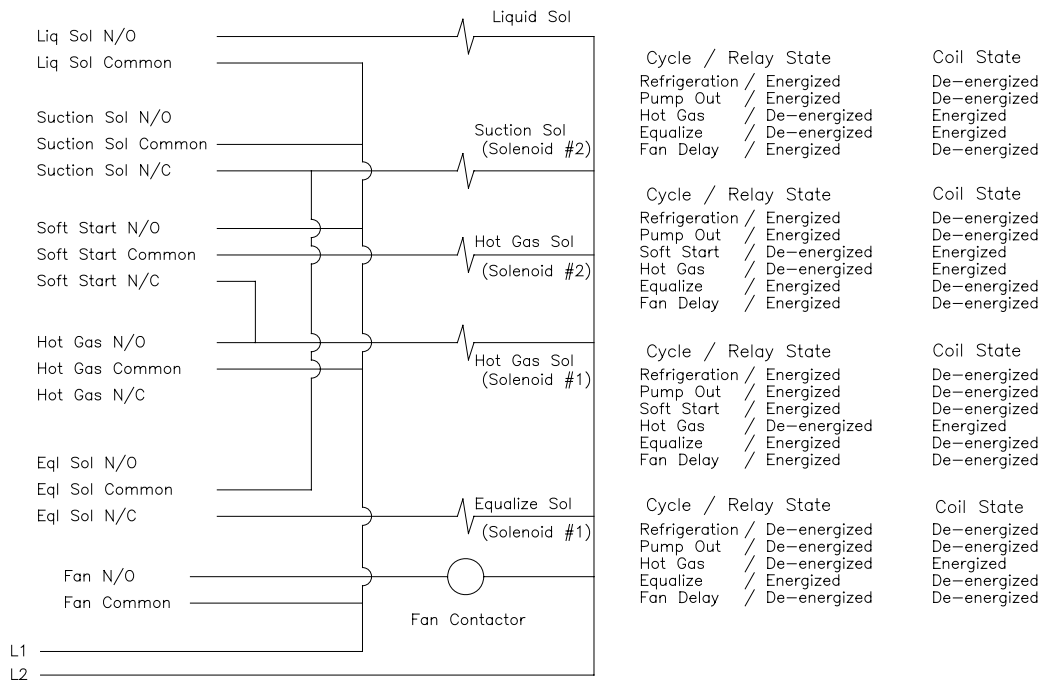 Liquid Sol
Liq Sol N/O
Liq Sol Common
Suction Sol N/O
Suction Sol Common
Suction Sol N/C
Suction Sol
(Solenoid #2)
Soft Start N/O
Soft Start Common
Soft Start N/C
Hot Gas Sol
(Solenoid #2)
Hot Gas N/O
Hot Gas Common
Hot Gas N/C
Hot Gas Sol
(Solenoid #1)
Eql Sol N/O
Eql Sol Common
Eql Sol N/C
Equalize Sol
(Solenoid #1)
Fan N/O
Fan Common
Fan Contactor
L1
L2
Cycle / Relay State Coil State
Refrigeration / Energized De-energized
Pump Out / Energized De-energized
Hot Gas / De-energized Energized
Equalize / De-energized Energized
Fan Delay / Energized De-energized
Cycle / Relay State Coil State
Refrigeration / Energized De-energized
Pump Out / Energized De-energized
Soft Start / De-energized Energized
Hot Gas / De-energized Energized
Equalize / Energized De-energized
Fan Delay / Energized De-energized
Cycle / Relay State Coil State
Refrigeration / Energized De-energized
Pump Out / Energized De-energized
Soft Start / Energized De-energized
Hot Gas / De-energized Energized
Equalize / Energized De-energized
Fan Delay / Energized De-energized
Cycle / Relay State Coil State
Refrigeration / De-energized De-energized
Pump Out / De-energized De-energized
Hot Gas / De-energized Energized
Equalize / Energized De-energized
Fan Delay / De-energized De-energized